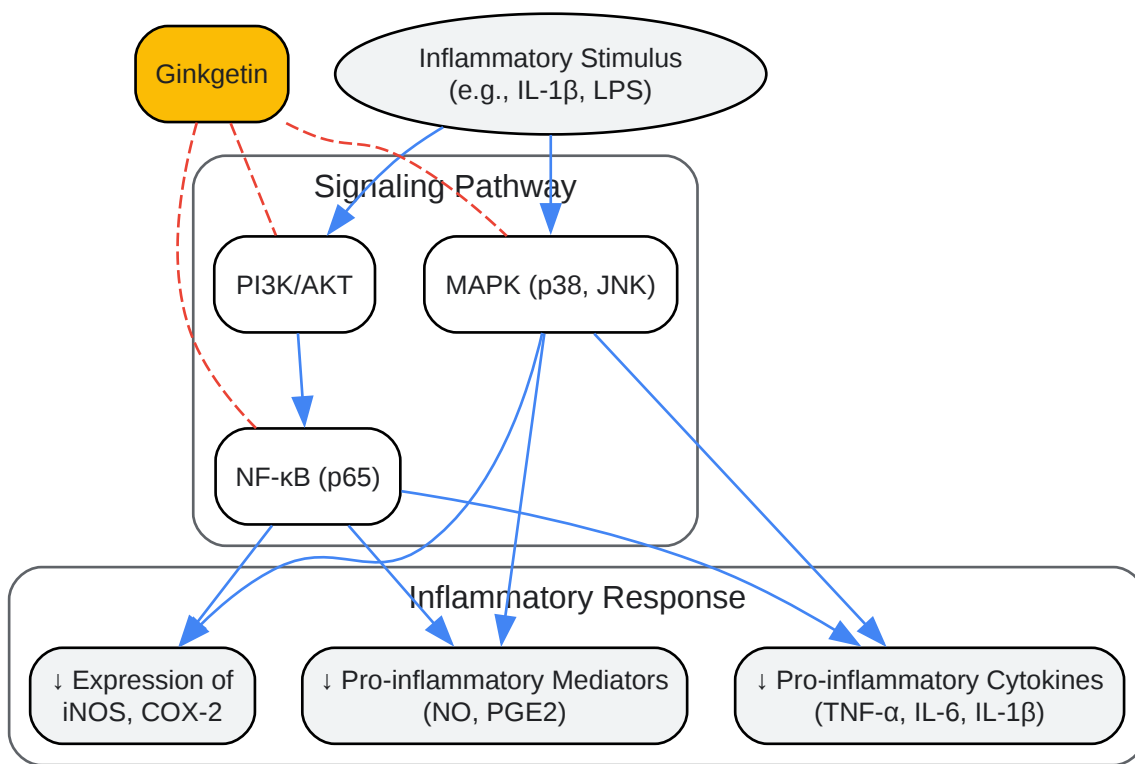 Ginkgetin
Inflammatory Stimulus
(e.g., IL-1β, LPS)
Signaling Pathway
PI3K/AKT
MAPK (p38, JNK)
NF-κB (p65)
Inflammatory Response
↓ Expression of
iNOS, COX-2
↓ Pro-inflammatory Mediators
(NO, PGE2)
↓ Pro-inflammatory Cytokines
(TNF-α, IL-6, IL-1β)